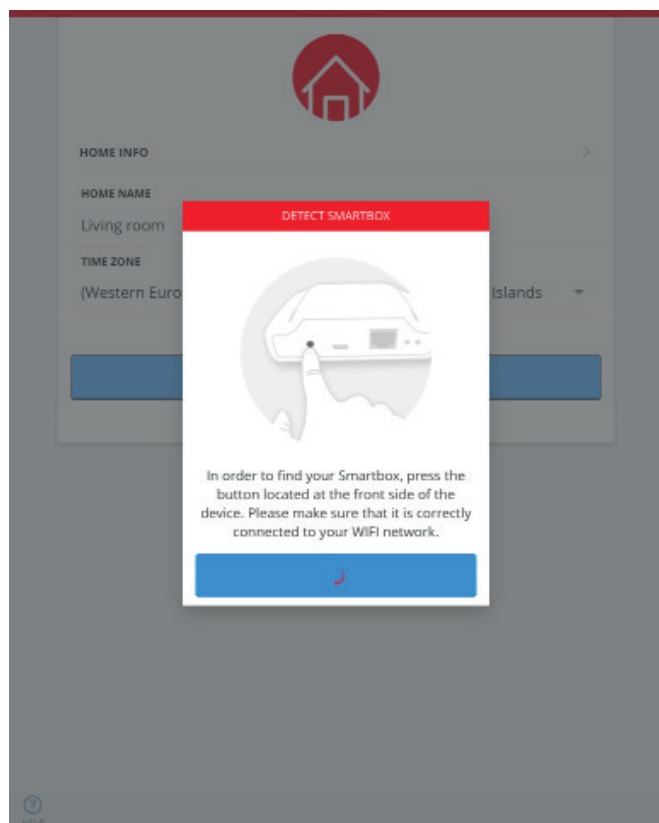 HOME INFO
HOME NAME
Living room
DETECT SMARTBOX
TIME ZONE
(Western Euro
Islands
In order to find your Smartbox, press the
button located at the front side of the
device. Please make sure that it is correctly
connected to your WIFI network.
HELP